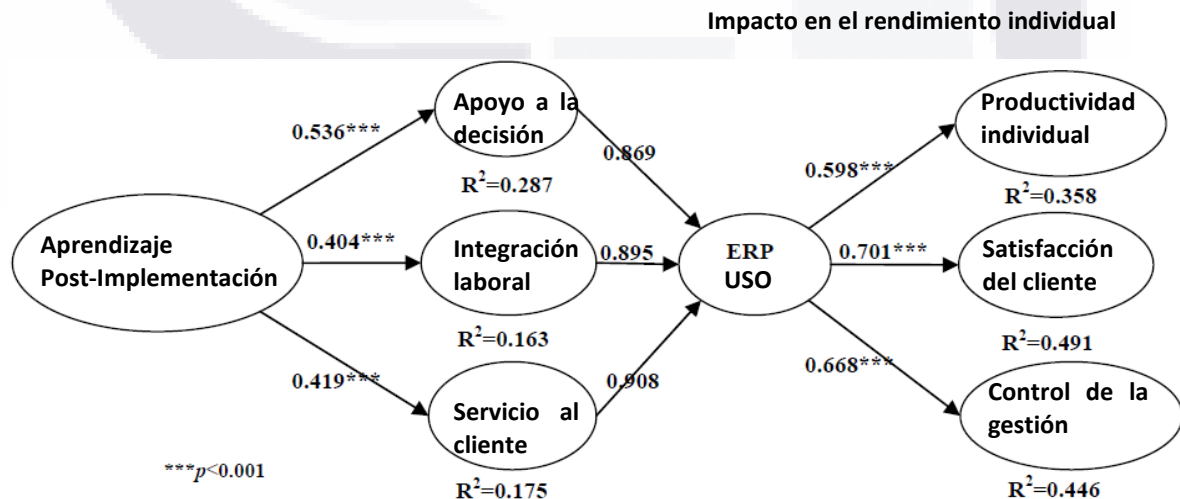 Impacto en el rendimiento individual
Apoyo a la
decisión
R²=0.287
Productividad
individual
R²=0.358
0.536***
0.869
0.598***
Aprendizaje
Post-Implementación
0.404***
Integración
laboral
R²=0.163
0.895
ERP
USO
0.701***
Satisfacción
del cliente
R²=0.491
0.419***
0.908
0.668***
Servicio al
cliente
R²=0.175
Control de la
gestión
R²=0.446
***p<0.001